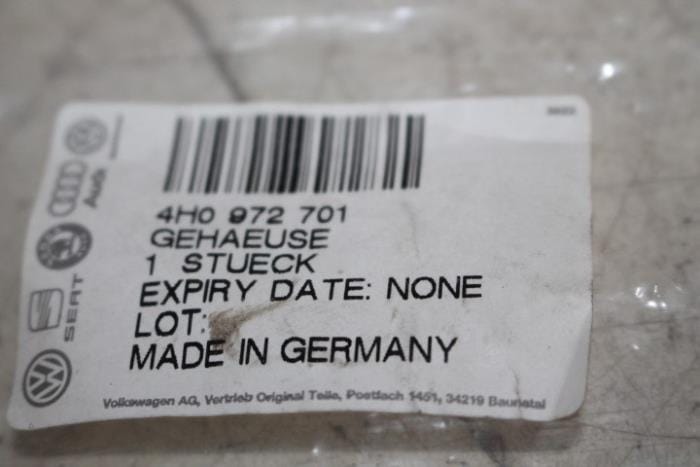 4H0 972 701
GEHAEUSE
1 STUECK
EXPIRY DATE: NONE
LOT:
MADE IN GERMANY
Volkswagen AG, Vertrieb Original Teile, Postfach 1451, 34219 Baunatal
Audi
SEAT